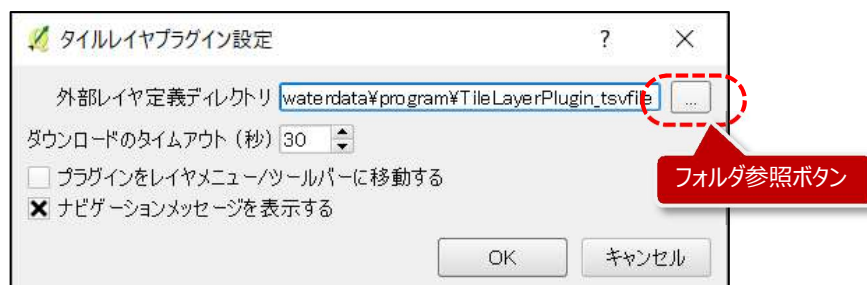 タイルレイヤプラグイン設定 ? ×
外部レイヤ定義ディレクトリ waterdata¥program¥TileLayerPlugin_tsvfile ...
ダウンロードのタイムアウト（秒） 30
プラグインをレイヤメニュー/ツールバーに移動する
フォルダ参照ボタン
ナビゲーションメッセージを表示する
OK キャンセル